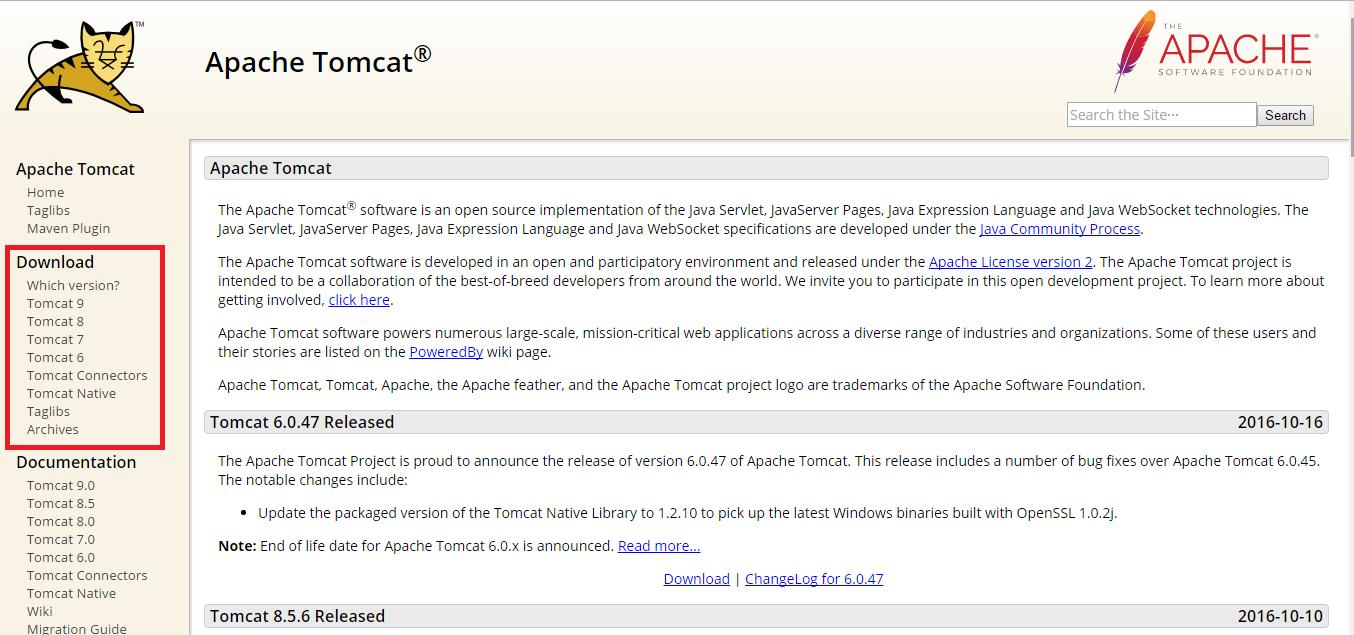 TM
Apache Tomcat®
THE
APACHE®
SOFTWARE FOUNDATION
Search the Site···
Search
Apache Tomcat
Home
Taglibs
Maven Plugin
Download
Which version?
Tomcat 9
Tomcat 8
Tomcat 7
Tomcat 6
Tomcat Connectors
Tomcat Native
Taglibs
Archives
Documentation
Tomcat 9.0
Tomcat 8.5
Tomcat 8.0
Tomcat 7.0
Tomcat 6.0
Tomcat Connectors
Tomcat Native
Wiki
Migration Guide
Apache Tomcat
The Apache Tomcat® software is an open source implementation of the Java Servlet, JavaServer Pages, Java Expression Language and Java WebSocket technologies. The
Java Servlet, JavaServer Pages, Java Expression Language and Java WebSocket specifications are developed under the Java Community Process.
The Apache Tomcat software is developed in an open and participatory environment and released under the Apache License version 2. The Apache Tomcat project is
intended to be a collaboration of the best-of-breed developers from around the world. We invite you to participate in this open development project. To learn more about
getting involved, click here.
Apache Tomcat software powers numerous large-scale, mission-critical web applications across a diverse range of industries and organizations. Some of these users and
their stories are listed on the PoweredBy wiki page.
Apache Tomcat, Tomcat, Apache, the Apache feather, and the Apache Tomcat project logo are trademarks of the Apache Software Foundation.
Tomcat 6.0.47 Released 2016-10-16
The Apache Tomcat Project is proud to announce the release of version 6.0.47 of Apache Tomcat. This release includes a number of bug fixes over Apache Tomcat 6.0.45.
The notable changes include:
• Update the packaged version of the Tomcat Native Library to 1.2.10 to pick up the latest Windows binaries built with OpenSSL 1.0.2j.
Note: End of life date for Apache Tomcat 6.0.x is announced. Read more...
Download | ChangeLog for 6.0.47
Tomcat 8.5.6 Released 2016-10-10